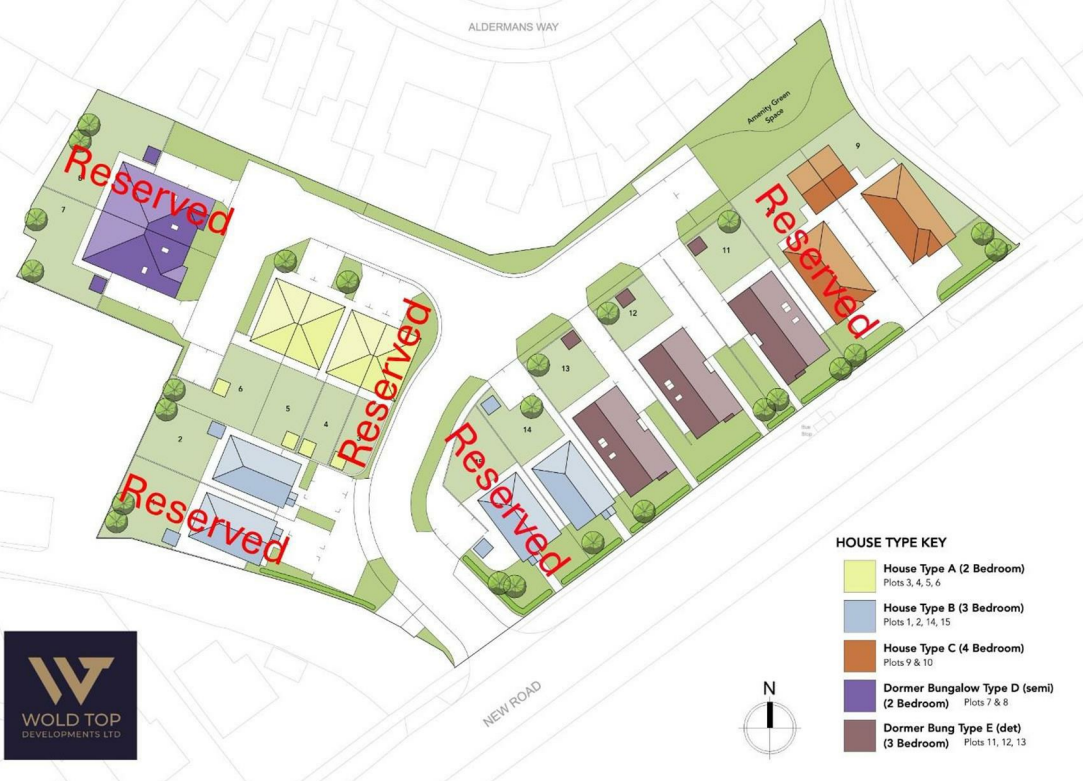 ALDERMANS WAY
Amenity Green
Space
9
Reserved
8
7
Reserved
11
12
13
6
5
4
3
Reserved
14
2
Reserved
15
Reserved
Bus
Stop
NEW ROAD
N
HOUSE TYPE KEY
House Type A (2 Bedroom)
Plots 3, 4, 5, 6
House Type B (3 Bedroom)
Plots 1, 2, 14, 15
House Type C (4 Bedroom)
Plots 9 & 10
Dormer Bungalow Type D (semi)
(2 Bedroom) Plots 7 & 8
Dormer Bung Type E (det)
(3 Bedroom) Plots 11, 12, 13
WOLD TOP
DEVELOPMENTS LTD